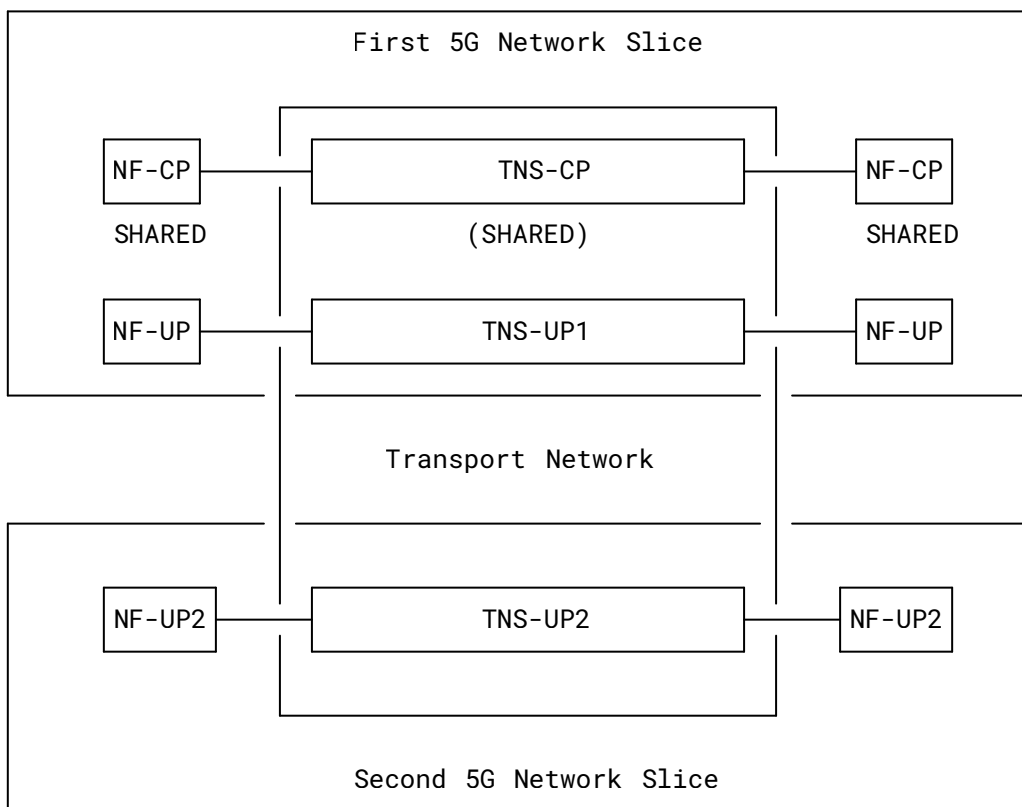 First 5G Network Slice
NF-CP TNS-CP NF-CP
SHARED (SHARED) SHARED
NF-UP TNS-UP1 NF-UP
Transport Network
NF-UP2 TNS-UP2 NF-UP2
Second 5G Network Slice